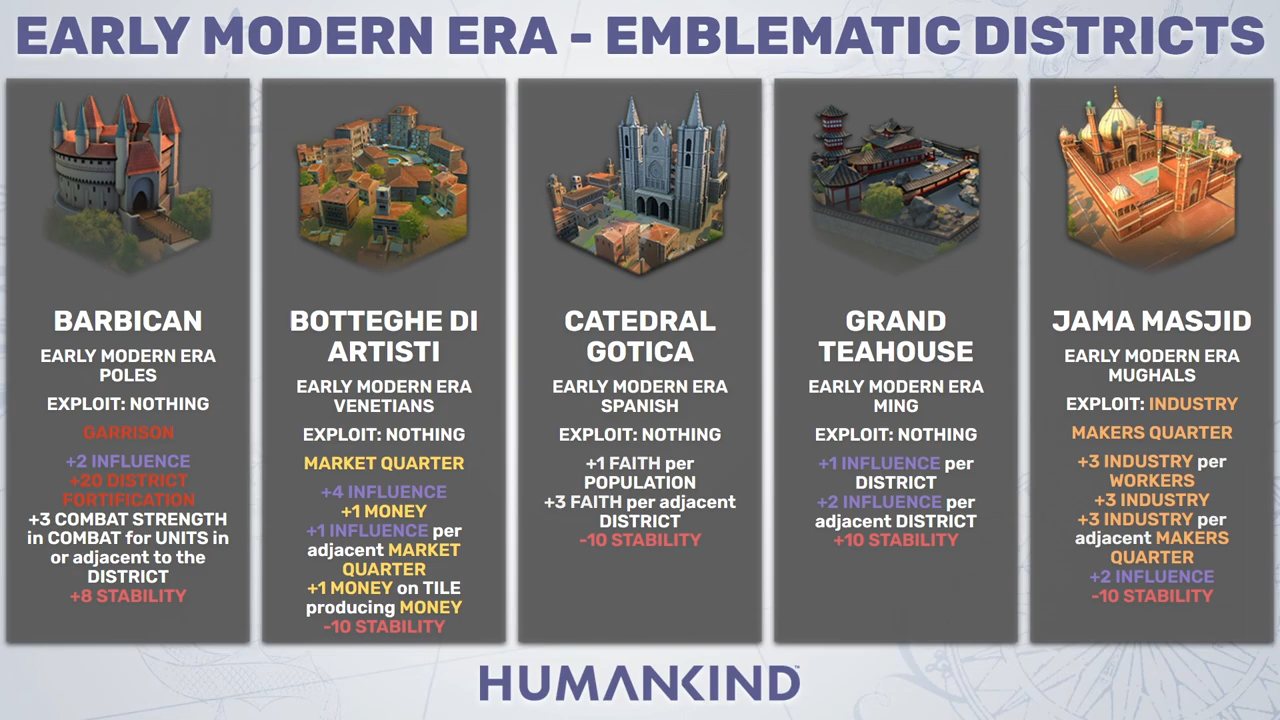 EARLY MODERN ERA - EMBLEMATIC DISTRICTS
BARBICAN
EARLY MODERN ERA
POLES
EXPLOIT: NOTHING
GARRISON
+2 INFLUENCE
+20 DISTRICT
FORTIFICATION
+3 COMBAT STRENGTH
in COMBAT for UNITS in
or adjacent to the
DISTRICT
+8 STABILITY
BOTTEGHE DI
ARTISTI
EARLY MODERN ERA
VENETIANS
EXPLOIT: NOTHING
MARKET QUARTER
+4 INFLUENCE
+1 MONEY
+1 INFLUENCE per
adjacent MARKET
QUARTER
+1 MONEY on TILE
producing MONEY
-10 STABILITY
CATEDRAL
GOTICA
EARLY MODERN ERA
SPANISH
EXPLOIT: NOTHING
+1 FAITH per
POPULATION
+3 FAITH per adjacent
DISTRICT
-10 STABILITY
GRAND
TEAHOUSE
EARLY MODERN ERA
MING
EXPLOIT: NOTHING
+1 INFLUENCE per
DISTRICT
+2 INFLUENCE per
adjacent DISTRICT
+10 STABILITY
JAMA MASJID
EARLY MODERN ERA
MUGHALS
EXPLOIT: INDUSTRY
MAKERS QUARTER
+3 INDUSTRY per
WORKERS
+3 INDUSTRY
+3 INDUSTRY per
adjacent MAKERS
QUARTER
+2 INFLUENCE
-10 STABILITY
HUMANKIND™